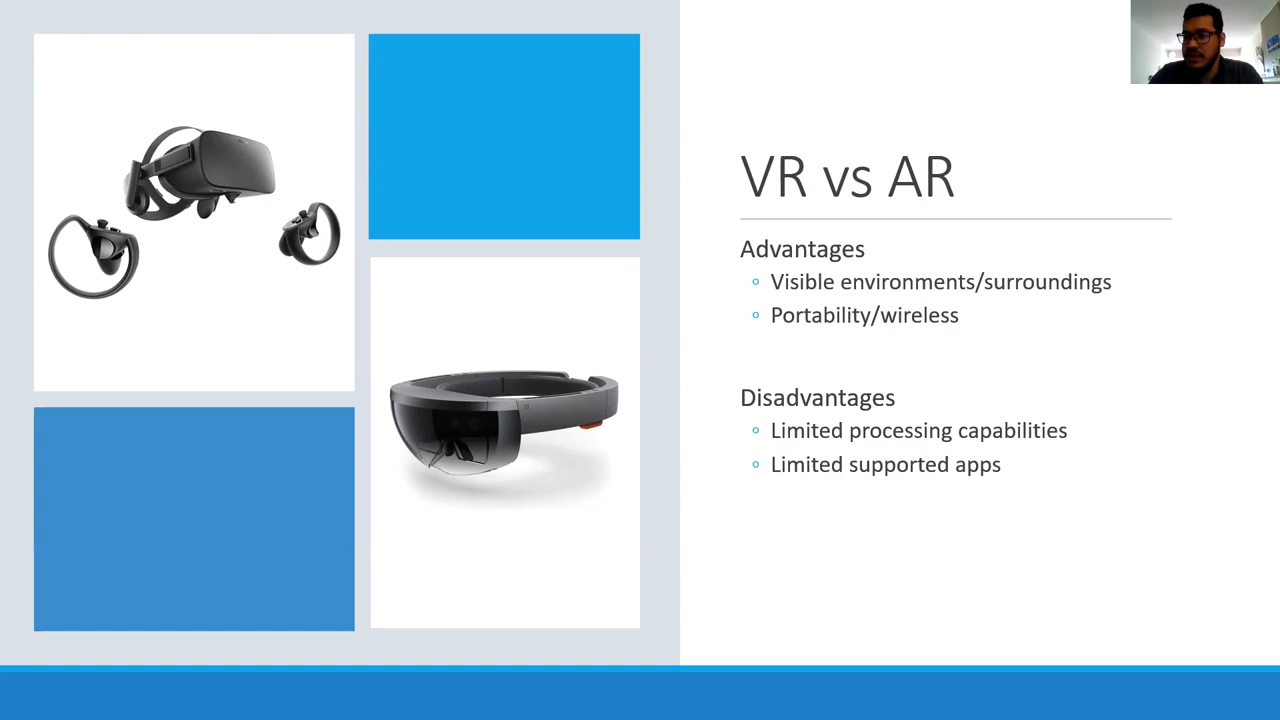 VR vs AR
Advantages
Visible environments/surroundings
Portability/wireless
Disadvantages
Limited processing capabilities
Limited supported apps